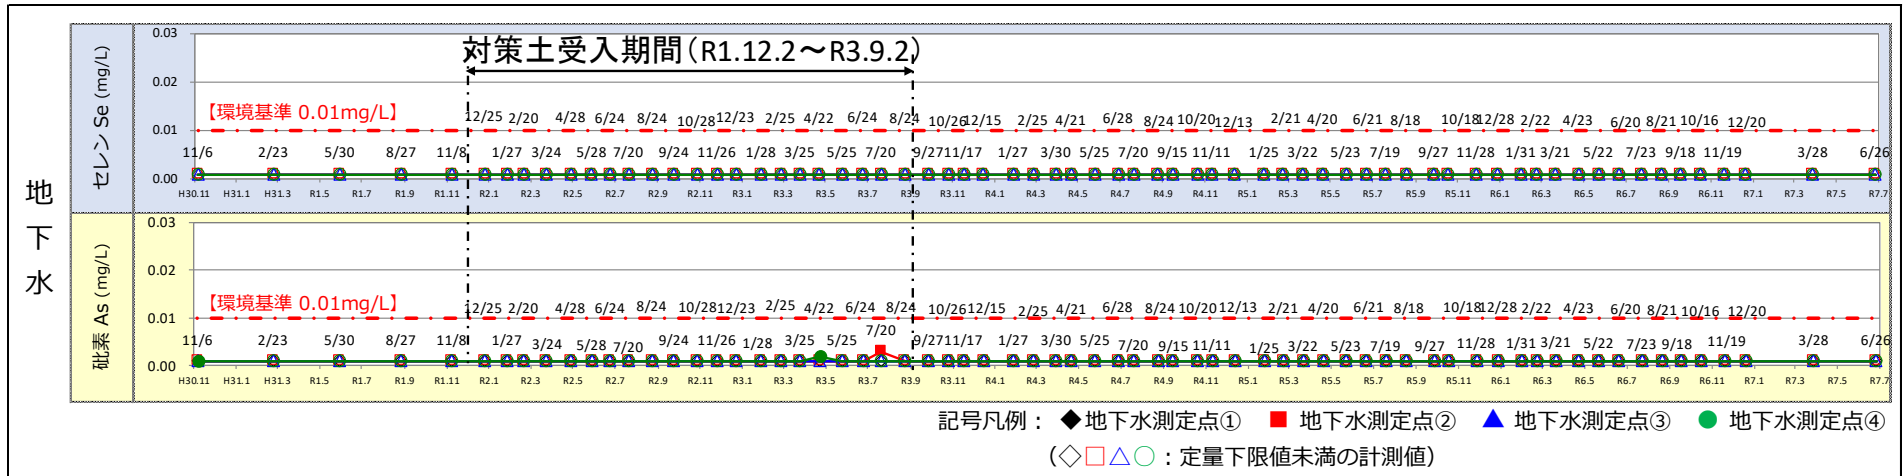 地下水
セレン Se (mg/L)
0.03
0.02
0.01
0.00
対策土受入期間(R1.12.2～R3.9.2)
【環境基準 0.01mg/L】
12/25 2/20 4/28 6/24 8/24 10/28 12/23 2/25 4/22 6/24 8/24 10/26 12/15 2/25 4/21 6/28 8/24 10/20 12/13 2/21 4/20 6/21 8/18 10/18 12/28 2/22 4/23 6/20 8/21 10/16 12/20
11/6 2/23 5/30 8/27 11/8 1/27 3/24 5/28 7/20 9/24 11/26 1/28 3/25 5/25 7/20 9/27 11/17 1/27 3/30 5/25 7/20 9/15 11/11 1/25 3/22 5/23 7/19 9/27 11/28 1/31 3/21 5/22 7/23 9/18 11/19 3/28 6/26
H30.11 H31.1 H31.3 R1.5 R1.7 R1.9 R1.11 R2.1 R2.3 R2.5 R2.7 R2.9 R2.11 R3.1 R3.3 R3.5 R3.7 R3.9 R3.11 R4.1 R4.3 R4.5 R4.7 R4.9 R4.11 R5.1 R5.3 R5.5 R5.7 R5.9 R5.11 R6.1 R6.3 R6.5 R6.7 R6.9 R6.11 R7.1 R7.3 R7.5 R7.7
砒素 As (mg/L)
0.03
0.02
0.01
0.00
【環境基準 0.01mg/L】
12/25 2/20 4/28 6/24 8/24 10/28 12/23 2/25 4/22 6/24 8/24 10/26 12/15 2/25 4/21 6/28 8/24 10/20 12/13 2/21 4/20 6/21 8/18 10/18 12/28 2/22 4/23 6/20 8/21 10/16 12/20
11/6 2/23 5/30 8/27 11/8 1/27 3/24 5/28 7/20 9/24 11/26 1/28 3/25 5/25 7/20 9/27 11/17 1/27 3/30 5/25 7/20 9/15 11/11 1/25 3/22 5/23 7/19 9/27 11/28 1/31 3/21 5/22 7/23 9/18 11/19 3/28 6/26
H30.11 H31.1 H31.3 R1.5 R1.7 R1.9 R1.11 R2.1 R2.3 R2.5 R2.7 R2.9 R2.11 R3.1 R3.3 R3.5 R3.7 R3.9 R3.11 R4.1 R4.3 R4.5 R4.7 R4.9 R4.11 R5.1 R5.3 R5.5 R5.7 R5.9 R5.11 R6.1 R6.3 R6.5 R6.7 R6.9 R6.11 R7.1 R7.3 R7.5 R7.7
記号凡例： ◆地下水測定点① ■ 地下水測定点② ▲ 地下水測定点③ ● 地下水測定点④
(◇□△○：定量下限値未満の計測値)